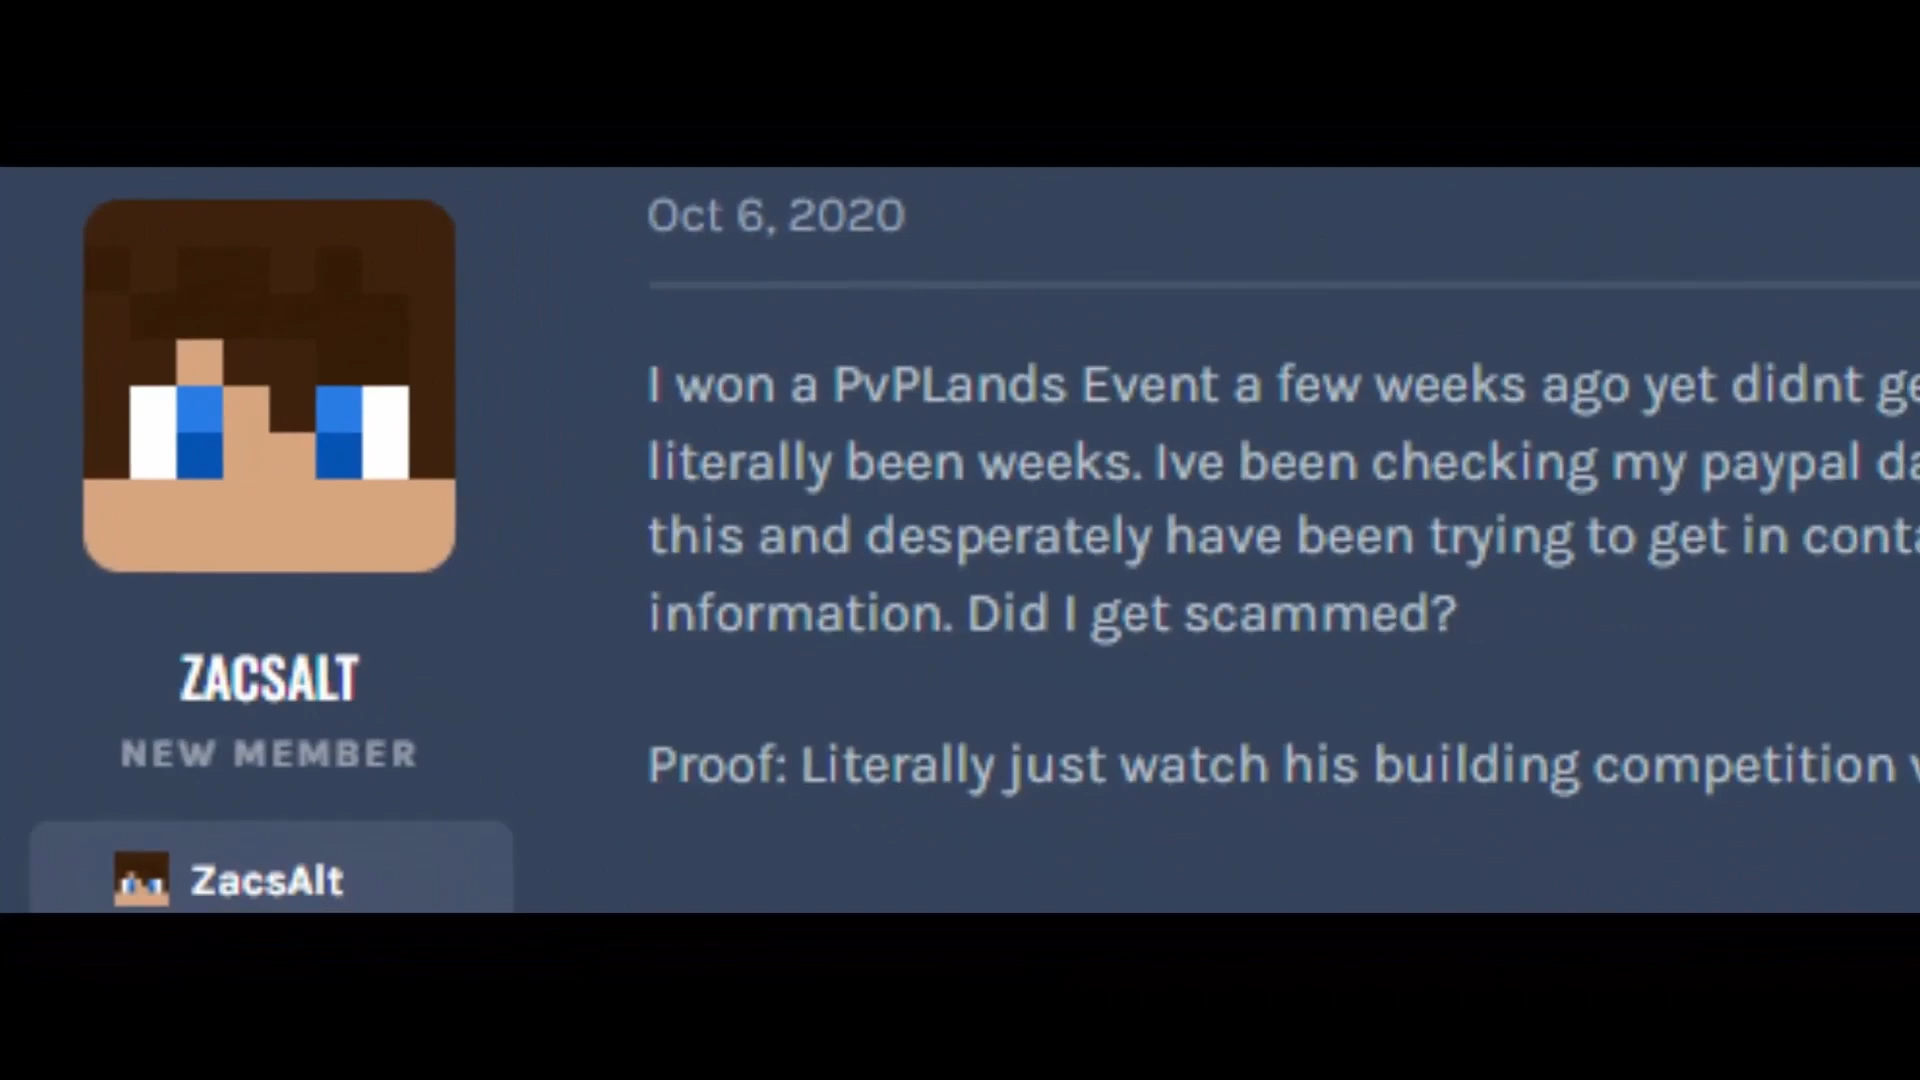 Oct 6, 2020
I won a PvPLands Event a few weeks ago yet didnt
literally been weeks. Ive been checking my paypal
this and desperately have been trying to get in
information. Did I get scammed?
Proof: Literally just watch his building competition
ZACSALT
NEW MEMBER
ZacsAlt